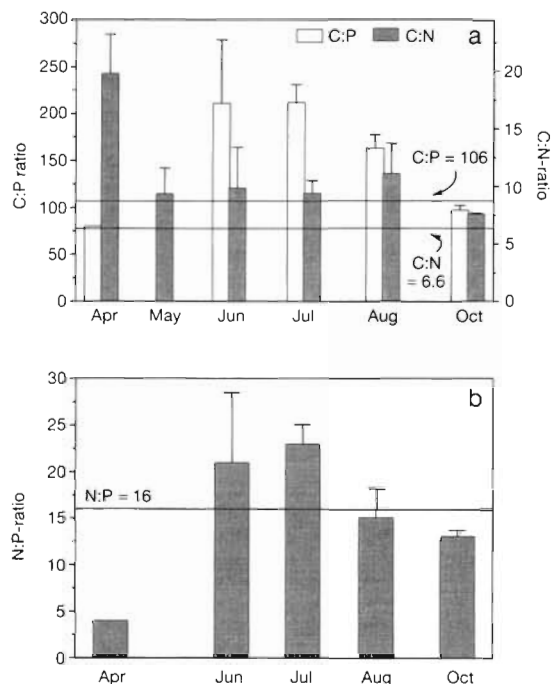 a
C:P C:N
300
250
200
150
100
50
0
C:P ratio
20
15
10
5
0
C:N-ratio
C:P = 106
C:N
= 6.6
Apr May Jun Jul Aug Oct
b
30
25
20
15
10
5
0
N:P-ratio
N:P = 16
Apr Jun Jul Aug Oct